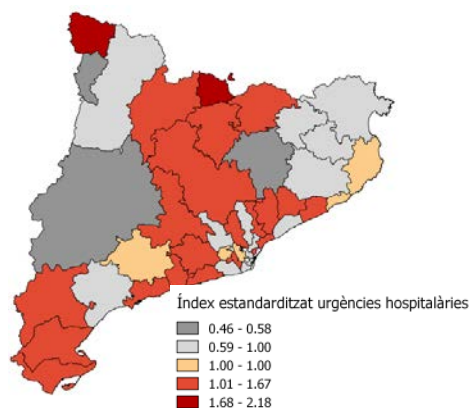 Índex estandarditzat urgències hospitalàries
0.46 - 0.58
0.59 - 1.00
1.00 - 1.00
1.01 - 1.67
1.68 - 2.18